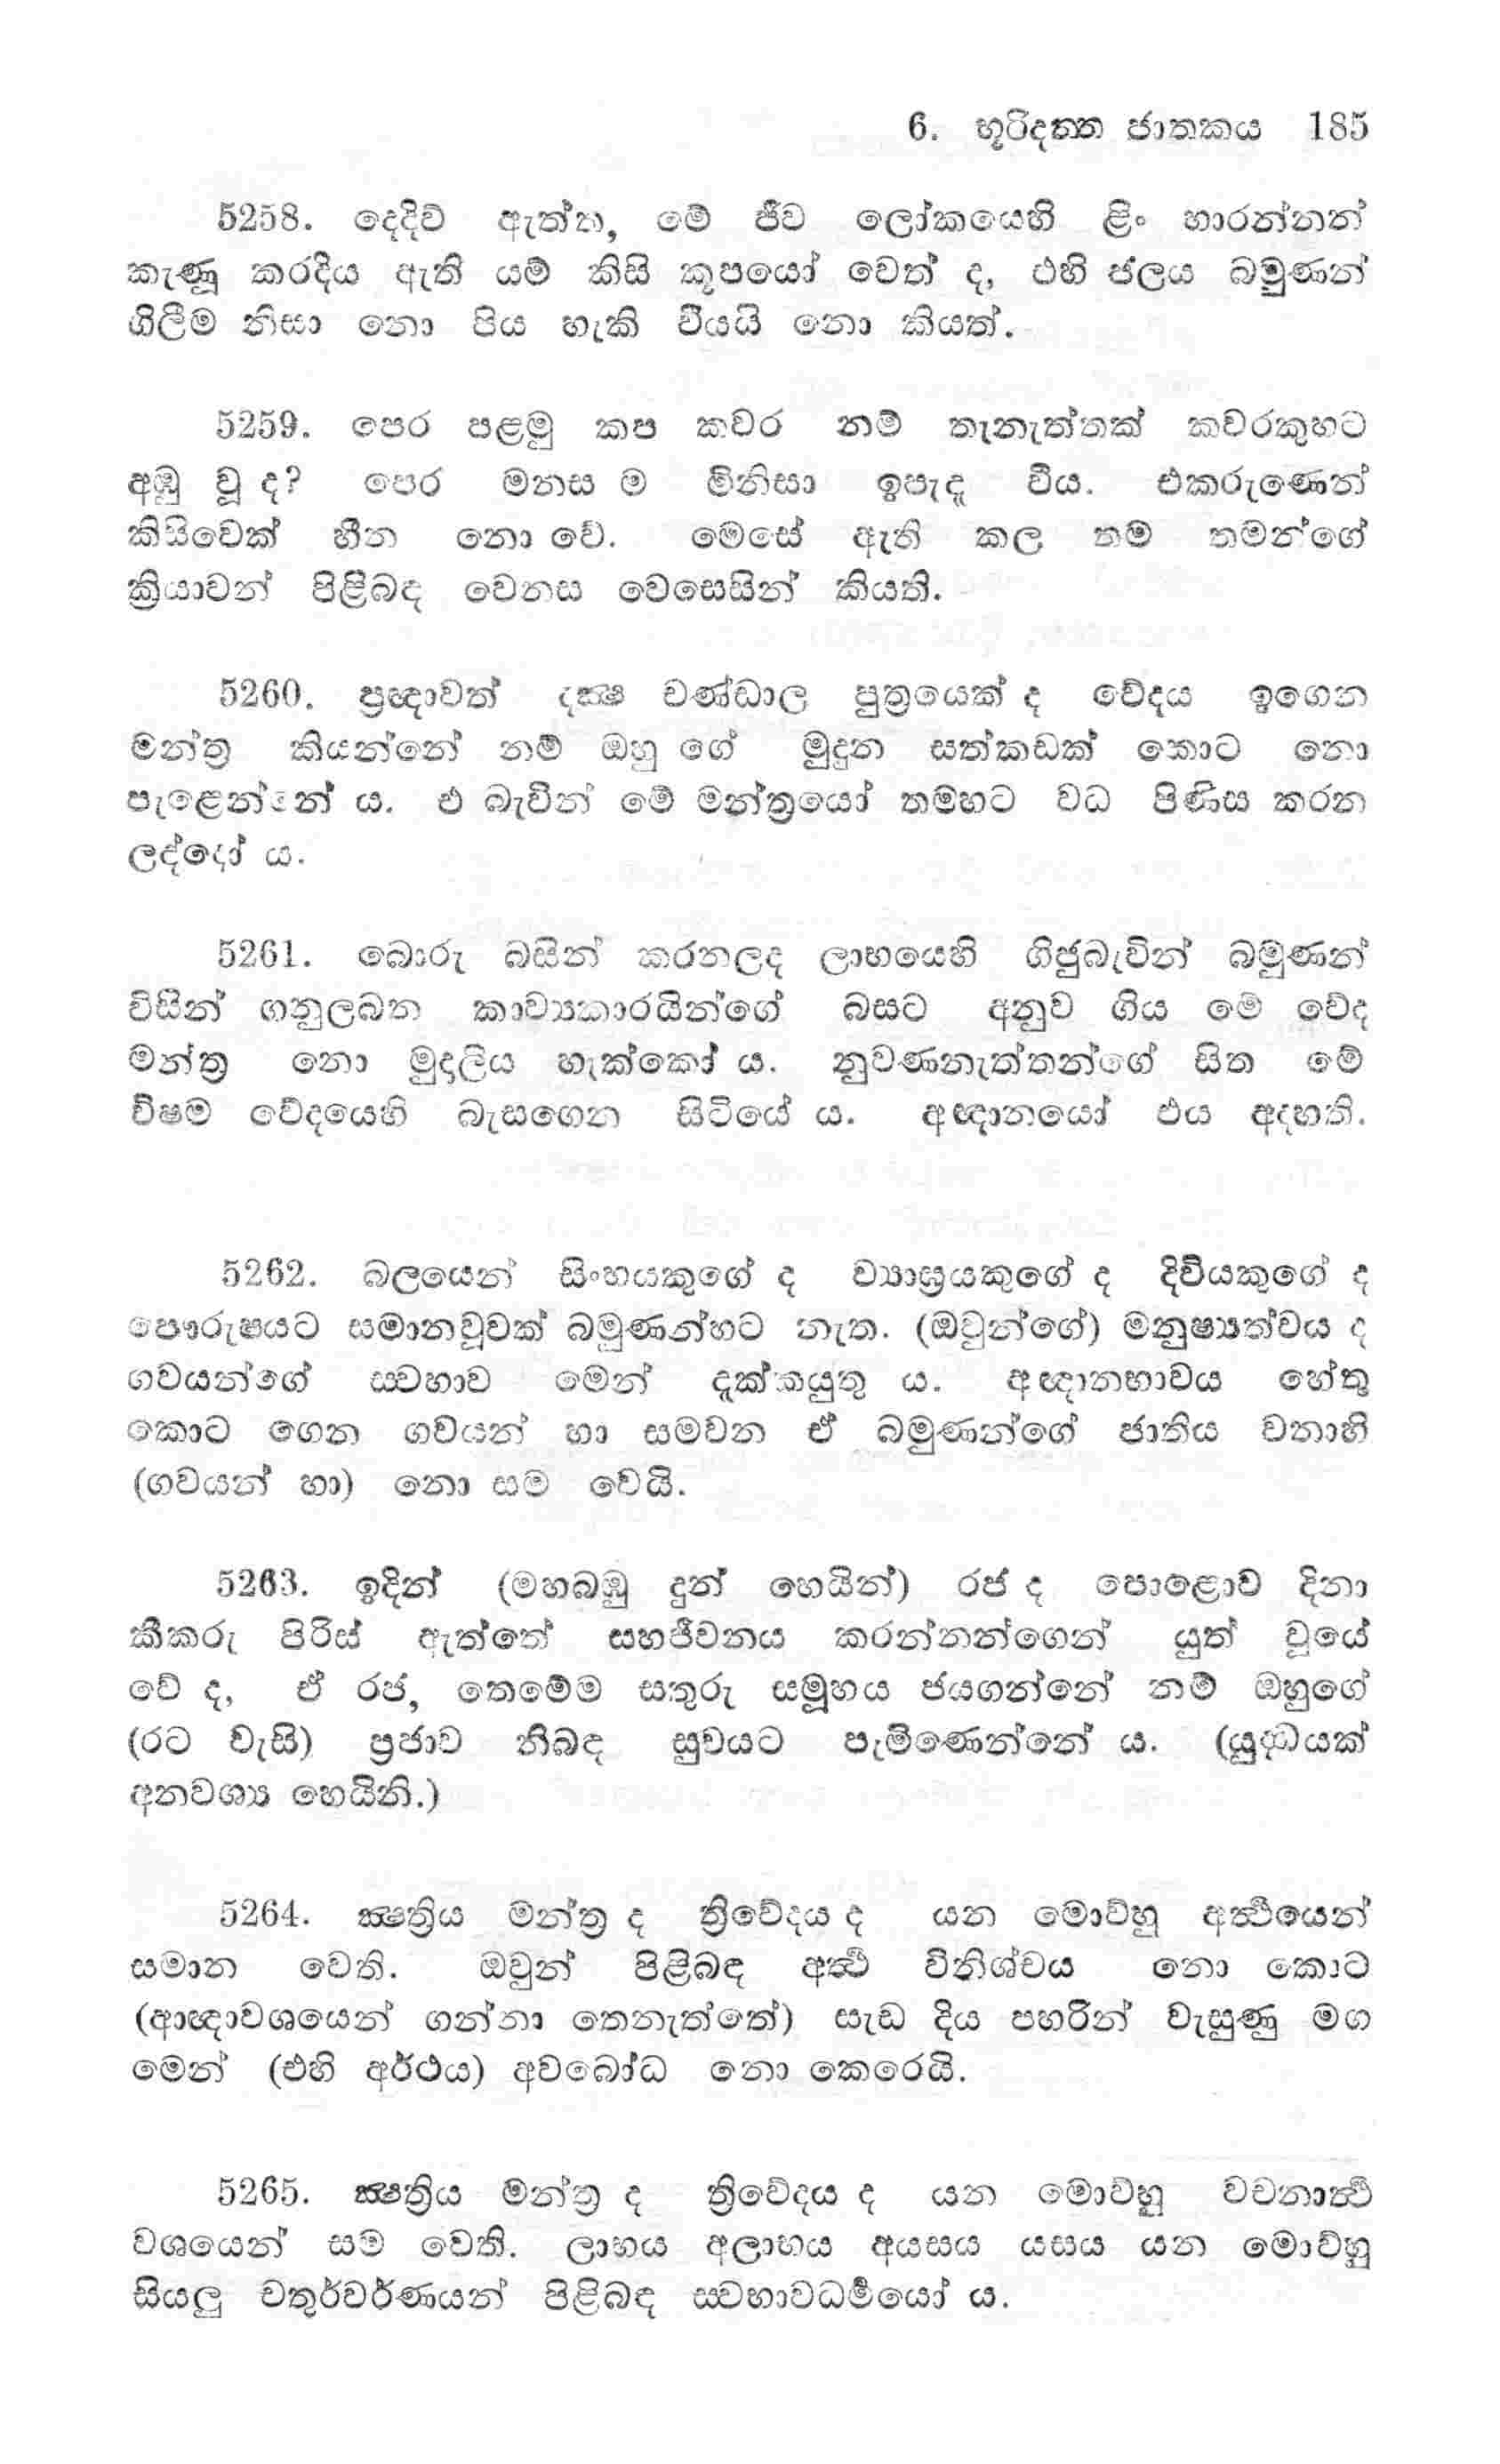 6. භූරිදත්ත ජාතකය 185
5258. දෙදිව් ඇත්ත, මේ ජීව ලෝකයෙහි ළිං හාරන්නන්
කැණූ කරදිය ඇති යම් කිසි කූපයෝ වෙත් ද, එහි ජලය බමුණන්
ගිලීම නිසා නො පිය හැකි වීයයි නො කියත්.
5259. පෙර පළමු කප කවර නම් තැනැත්තක් කවරකුහට
අඹු වූ ද? පෙර මනස ම මිනිසා ඉපැදූ වීය. එකරුණෙන්
කිසිවෙක් හීන නො වේ. මෙසේ ඇති කල තම තමන්ගේ
ක්‍රියාවන් පිළිබඳ වෙනස වෙසෙසින් කියති.
5260. ප්‍රඥාවත් දක්‍ෂ චණ්ඩාල පුත්‍රයෙක් ද වේදය ඉගෙන
මන්ත්‍ර කියන්නේ නම් ඔහු ගේ මුදුන සත්කඩක් කොට නො
පැළෙන්නේ ය. එ බැවින් මේ මන්ත්‍රයෝ තමහට වධ පිණිස කරන
ලද්දෝ ය.
5261. බොරු බසින් කරනලද ලාභයෙහි ගිජුබැවින් බමුණන්
විසින් ගනුලබන කාව්‍යකාරයින්ගේ බසට අනුව ගිය මේ වේද
මන්ත්‍ර නො මුදාලිය හැක්කෝ ය. නුවණනැත්තන්ගේ සිත මේ
විෂම වේදයෙහි බැසගෙන සිටියේ ය. අඥානයෝ එය අදහති.
5262. බලයෙන් සිංහයකුගේ ද ව්‍යාඝ්‍රයකුගේ ද දිවියකුගේ ද
පෞරුෂයට සමානවූවක් බමුණන්හට නැත. (ඔවුන්ගේ) මනුෂ්‍යත්වය ද
ගවයන්ගේ ස්වභාව මෙන් දැක්කයුතු ය. අඥානභාවය හේතු
කොට ගෙන ගවයන් හා සමවන ඒ බමුණන්ගේ ජාතිය වනාහි
(ගවයන් හා) නො සම වෙයි.
5263. ඉදින් (මහබඹු දුන් හෙයින්) රජ ද පොළොව දිනා
කීකරු පිරිස් ඇත්තේ සහජීවනය කරන්නන්ගෙන් යුත් වූයේ
වේ ද, ඒ රජ, තෙමේම සතුරු සමූහය ජයගන්නේ නම් ඔහුගේ
(රට වැසි) ප්‍රජාව නිබඳ සුවයට පැමිණෙන්නේ ය. (යුද්ධයක්
අනවශ්‍ය හෙයිනි.)
5264. ක්‍ෂත්‍රිය මන්ත්‍ර ද ත්‍රිවේදය ද යන මොව්හු අර්‍ත්‍ථයෙන්
සමාන වෙති. ඔවුන් පිළිබඳ අර්‍ත්‍ථ විනිශ්චය නො කොට
(ආඥාවශයෙන් ගන්නා තෙනැත්තේ) සැඩ දිය පහරින් වැසුණු මග
මෙන් (එහි අර්ථය) අවබෝධ නො කෙරෙයි.
5265. ක්‍ෂත්‍රිය මන්ත්‍ර ද ත්‍රිවේදය ද යන මොව්හූ වචනාර්‍ත්‍ථ
වශයෙන් සම වෙති. ලාභය අලාභය අයසය යසය යන මොව්හු
සියලු චතුර්වර්ණයන් පිළිබඳ ස්වභාවධර්‍මයෝ ය.